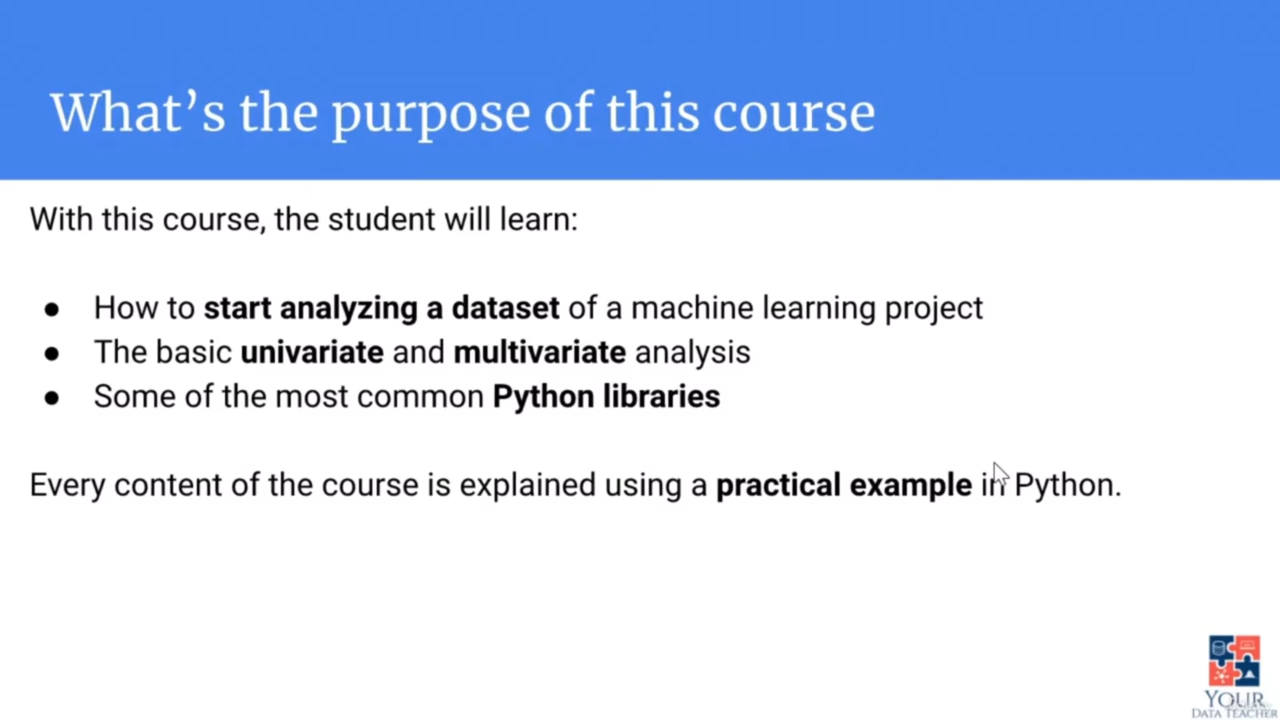 What's the purpose of this course
With this course, the student will learn:
● How to start analyzing a dataset of a machine learning project
● The basic univariate and multivariate analysis
● Some of the most common Python libraries
Every content of the course is explained using a practical example in Python.
YOUR
DATA TEACHER